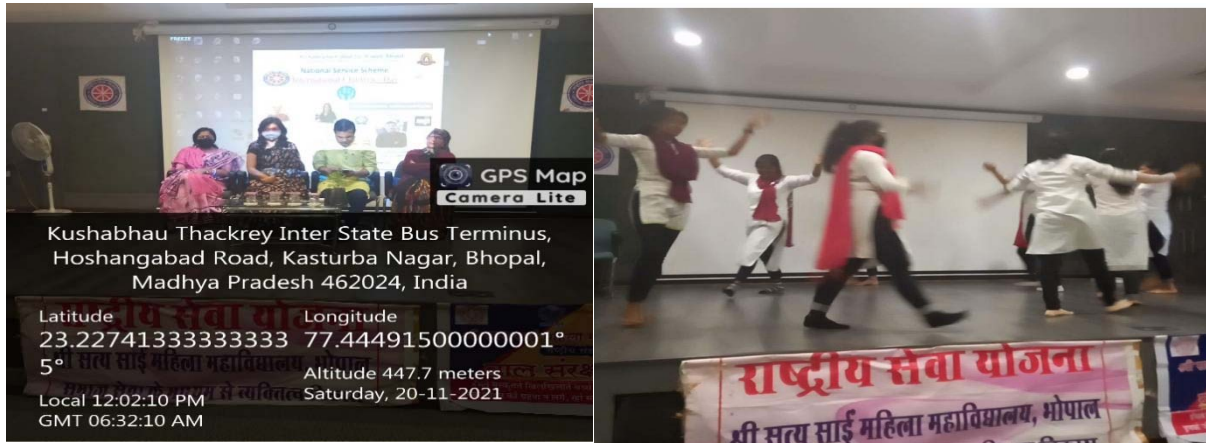 National Service Scheme
GPS Map
Camera Lite
Kushabhau Thackrey Inter State Bus Terminus,
Hoshangabad Road, Kasturba Nagar, Bhopal,
Madhya Pradesh 462024, India
Latitude
23.22741333333333
5°
Longitude
77.44491500000001°
Altitude 447.7 meters
Saturday, 20-11-2021
Local 12:02:10 PM
GMT 06:32:10 AM
राष्ट्रीय सेवा योजना
श्री सत्य साई महिला महाविद्यालय, भोपाल
राष्ट्रीय सेवा योजना
श्री सत्य साई महिला महाविद्यालय, भोपाल